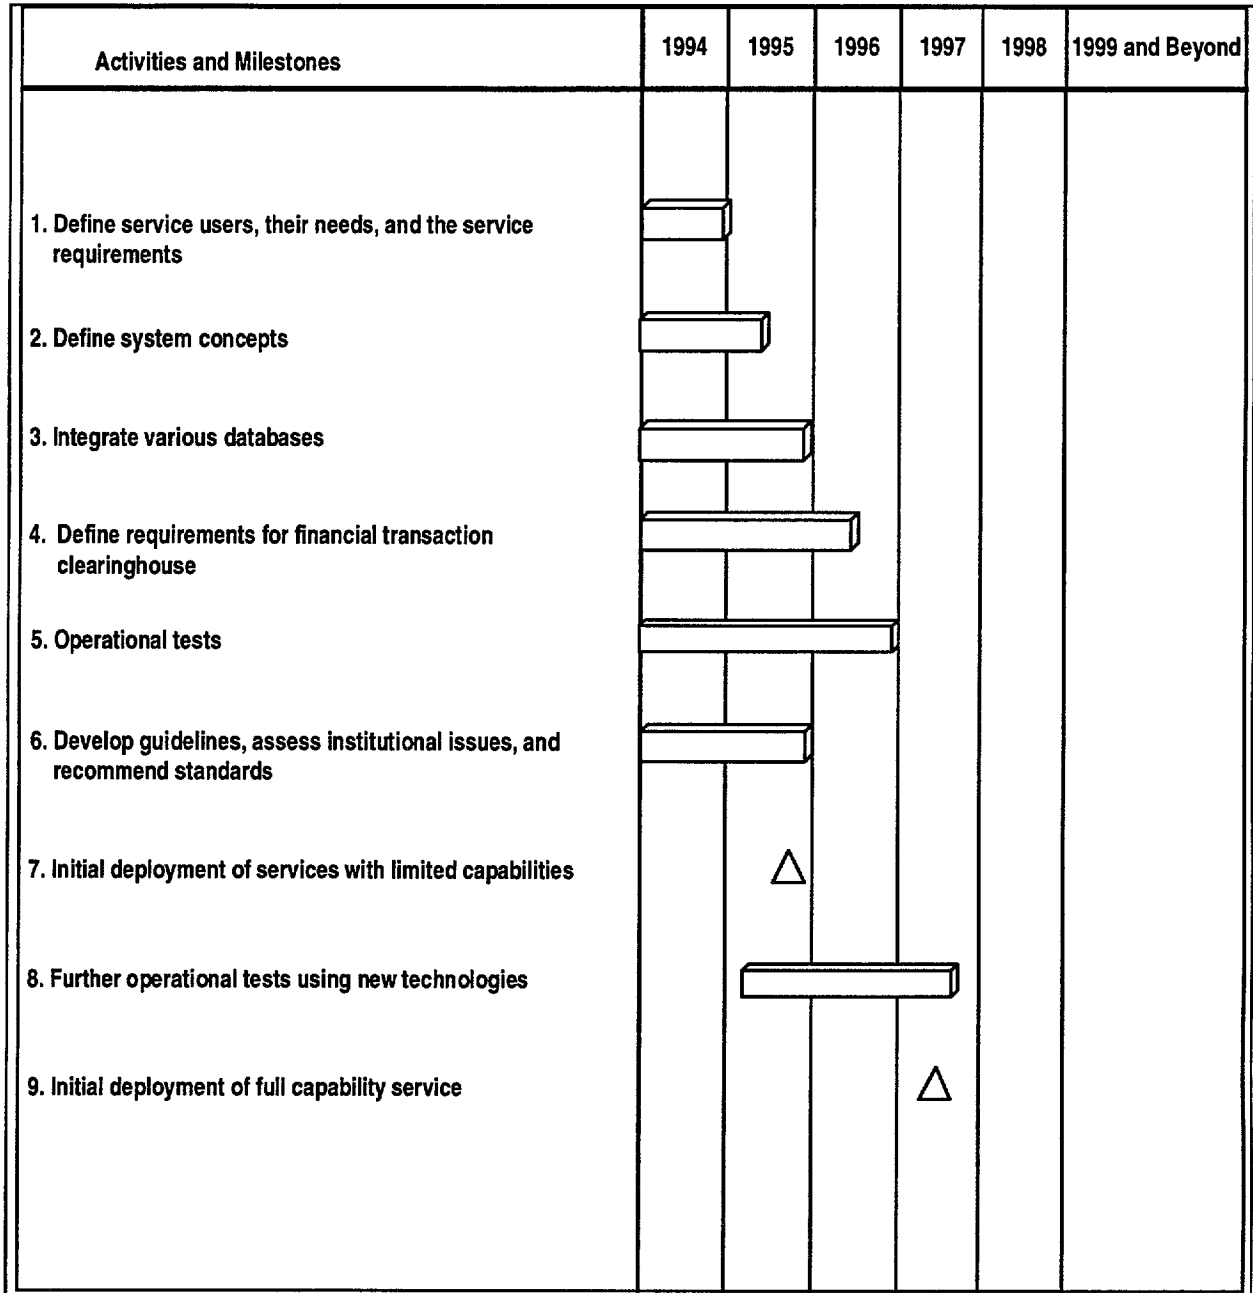 Activities and Milestones
1994 1995 1996 1997 1998 1999 and Beyond
1. Define service users, their needs, and the service
requirements
2. Define system concepts
3. Integrate various databases
4. Define requirements for financial transaction
clearinghouse
5. Operational tests
6. Develop guidelines, assess institutional issues, and
recommend standards
7. Initial deployment of services with limited capabilities
8. Further operational tests using new technologies
9. Initial deployment of full capability service